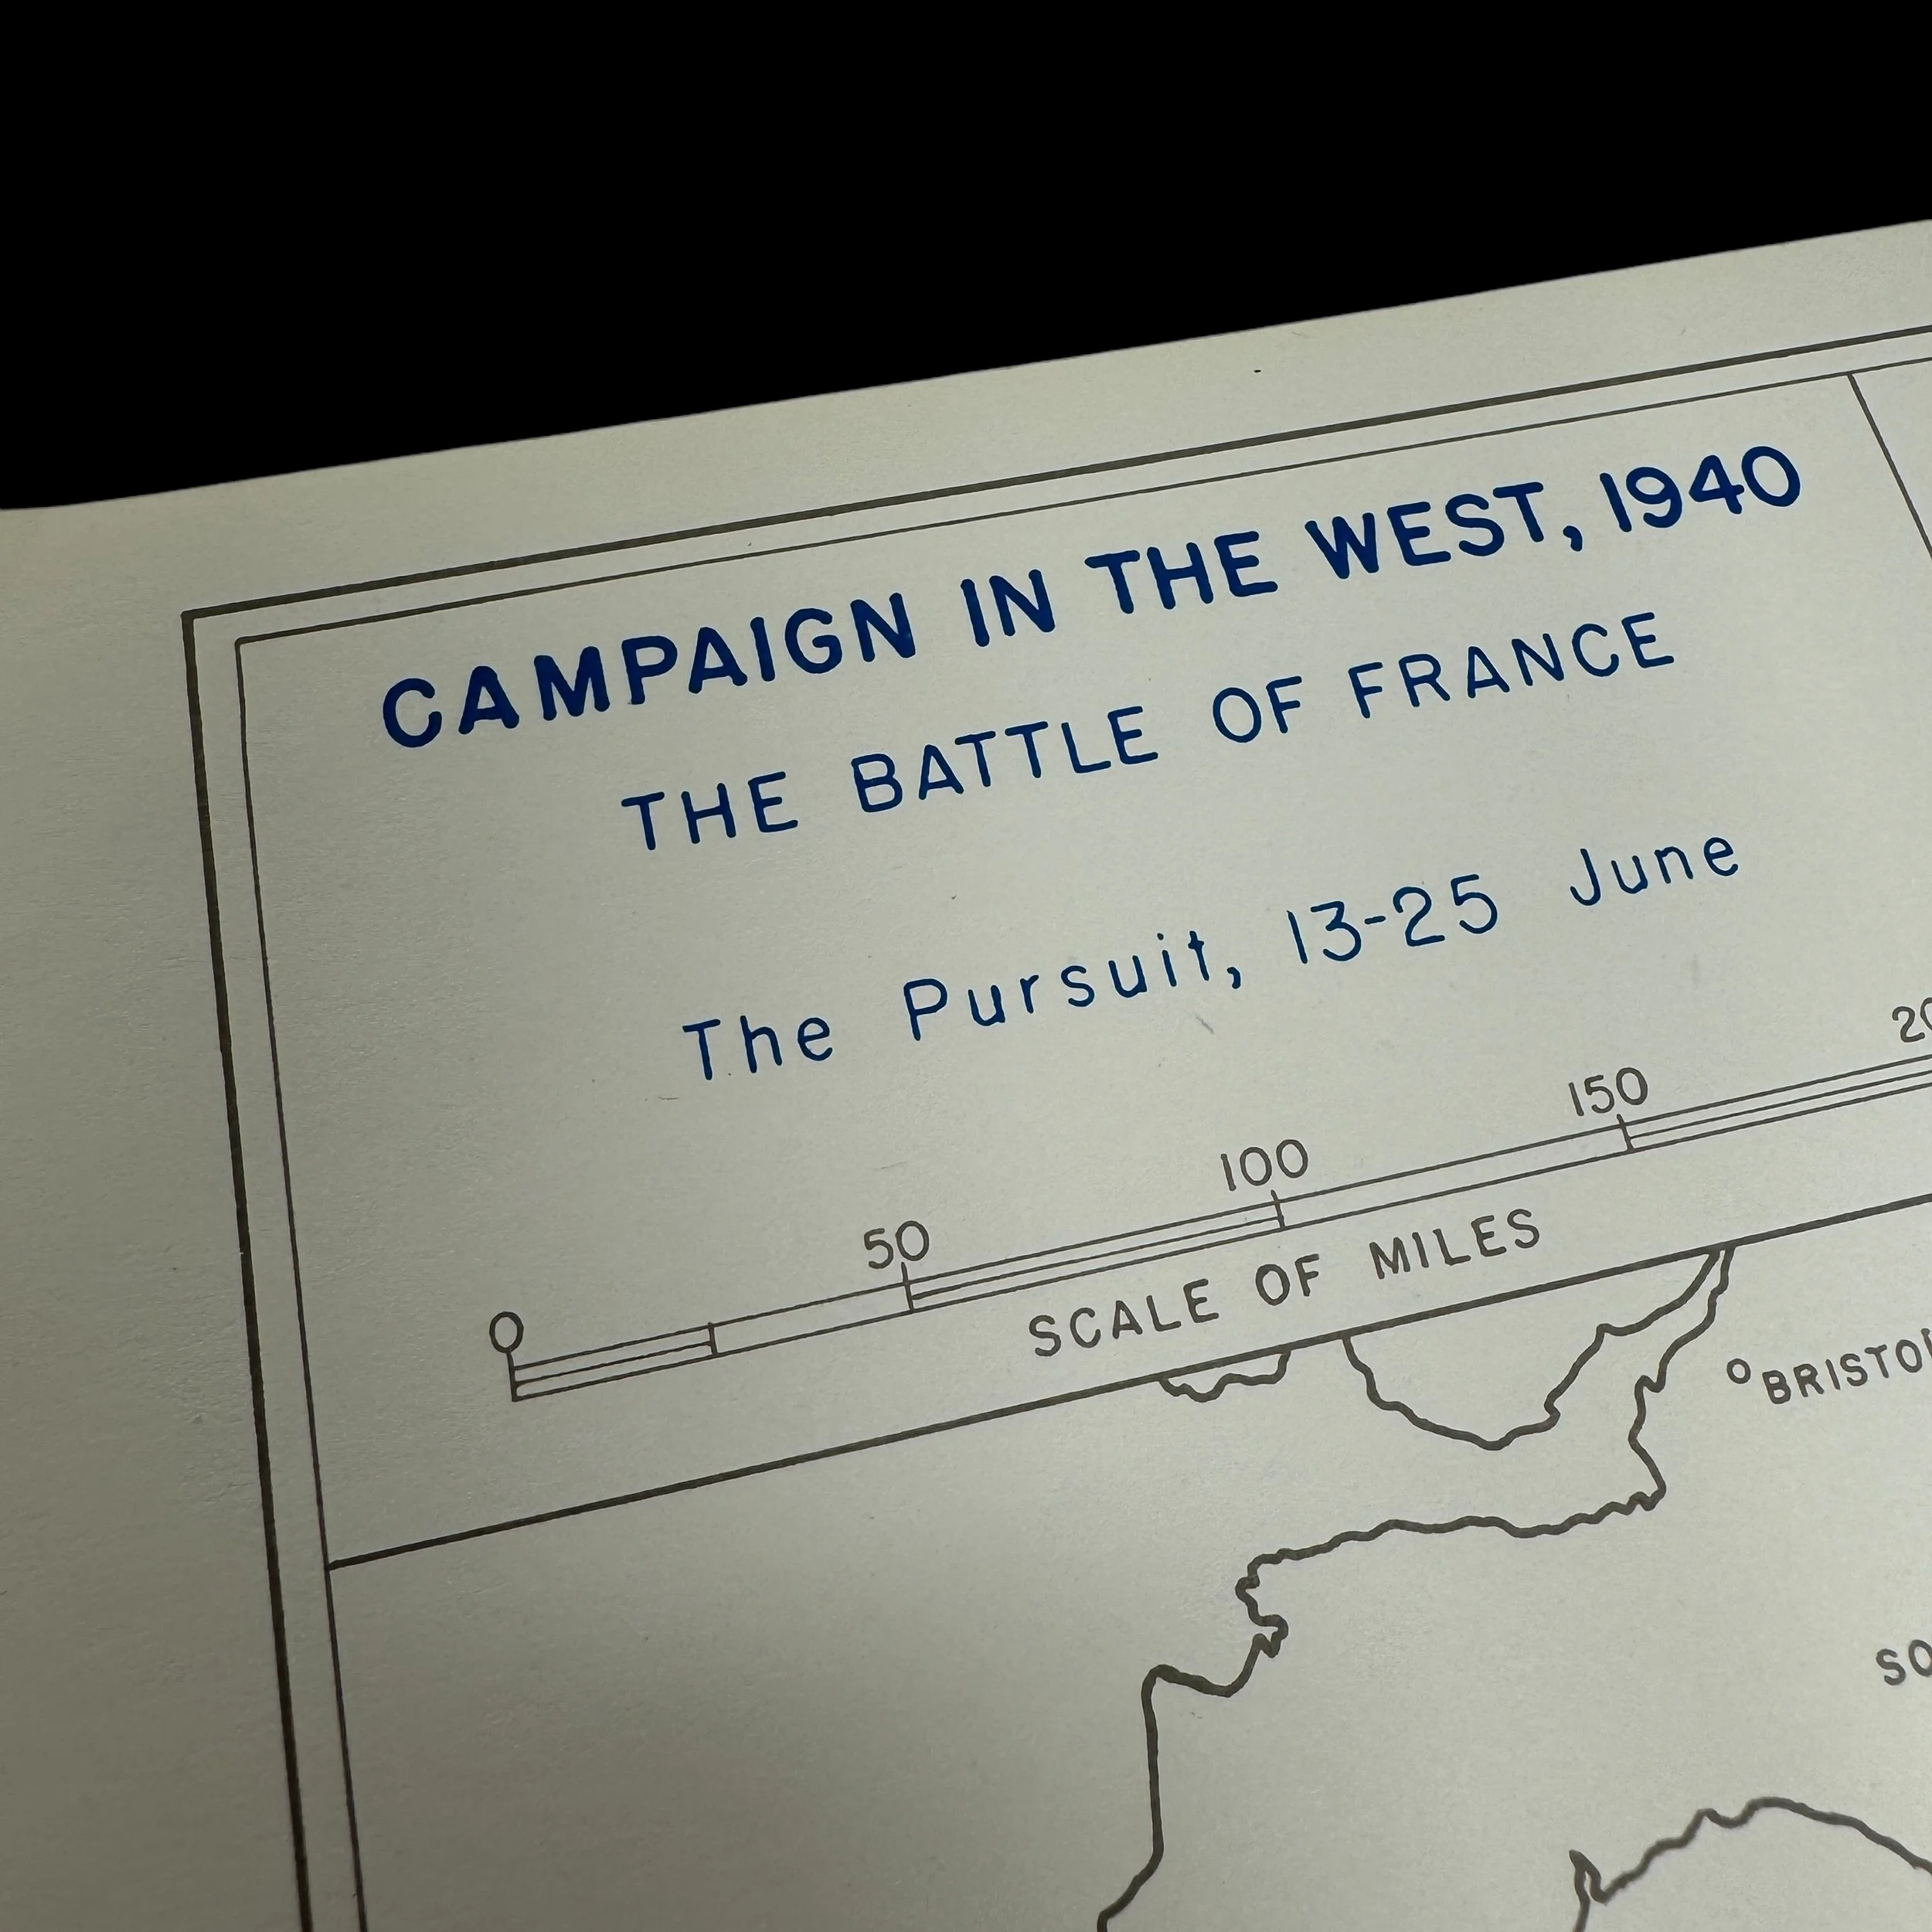 CAMPAIGN IN THE WEST, 1940
THE BATTLE OF FRANCE
The Pursuit, 13-25 June
0 50 100 150
SCALE OF MILES